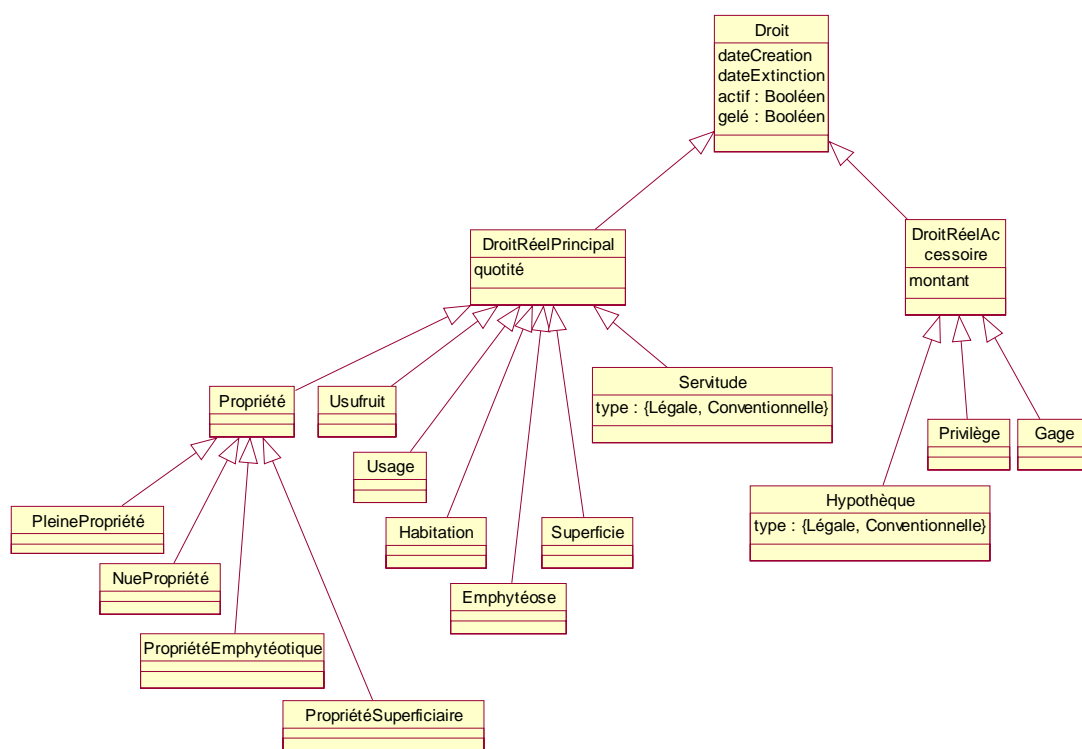 Droit
dateCreation
dateExtinction
actif : Booléen
gelé : Booléen
DroitRéelPrincipal
quotité
DroitRéelAc
cessoire
montant
Propriété
Usufruit
Servitude
type : {Légale, Conventionnelle}
Usage
Privilège
Gage
PleinePropriété
Habitation
Superficie
Hypothèque
type : {Légale, Conventionnelle}
NuePropriété
Emphytéose
PropriétéEmphytéotique
PropriétéSuperficiaire